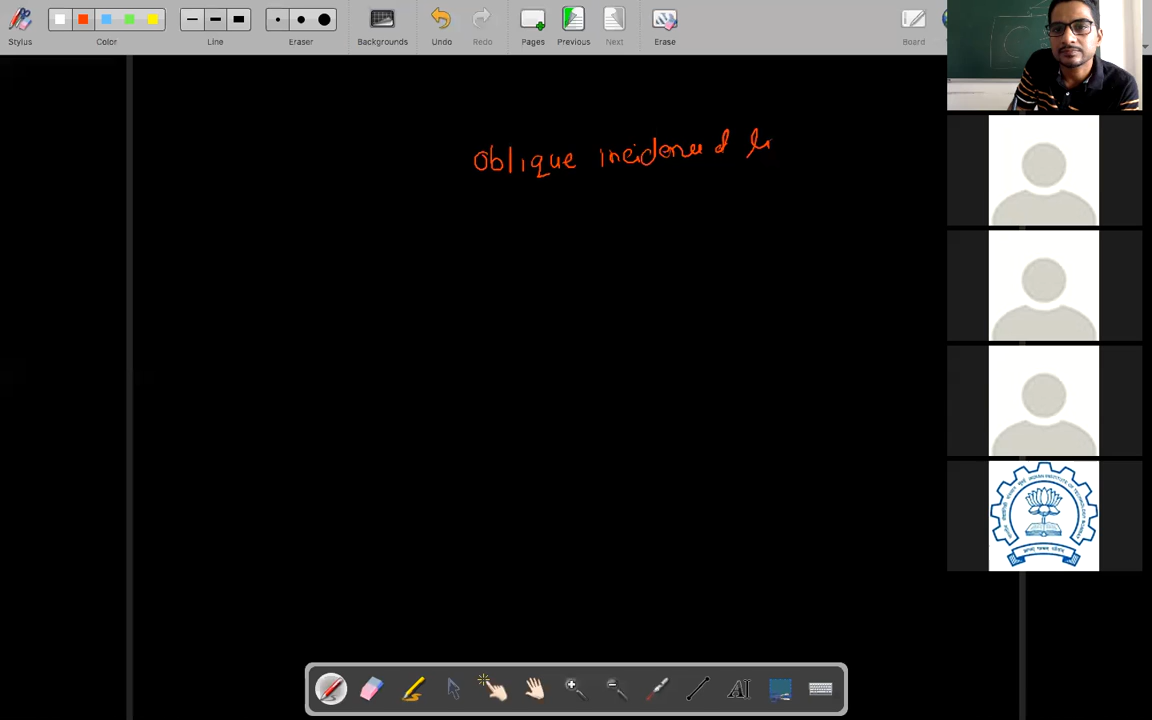 Stylus
Color
Line
Eraser
Backgrounds
Undo
Redo
Pages
Previous
Next
Erase
Board
Oblique incidence